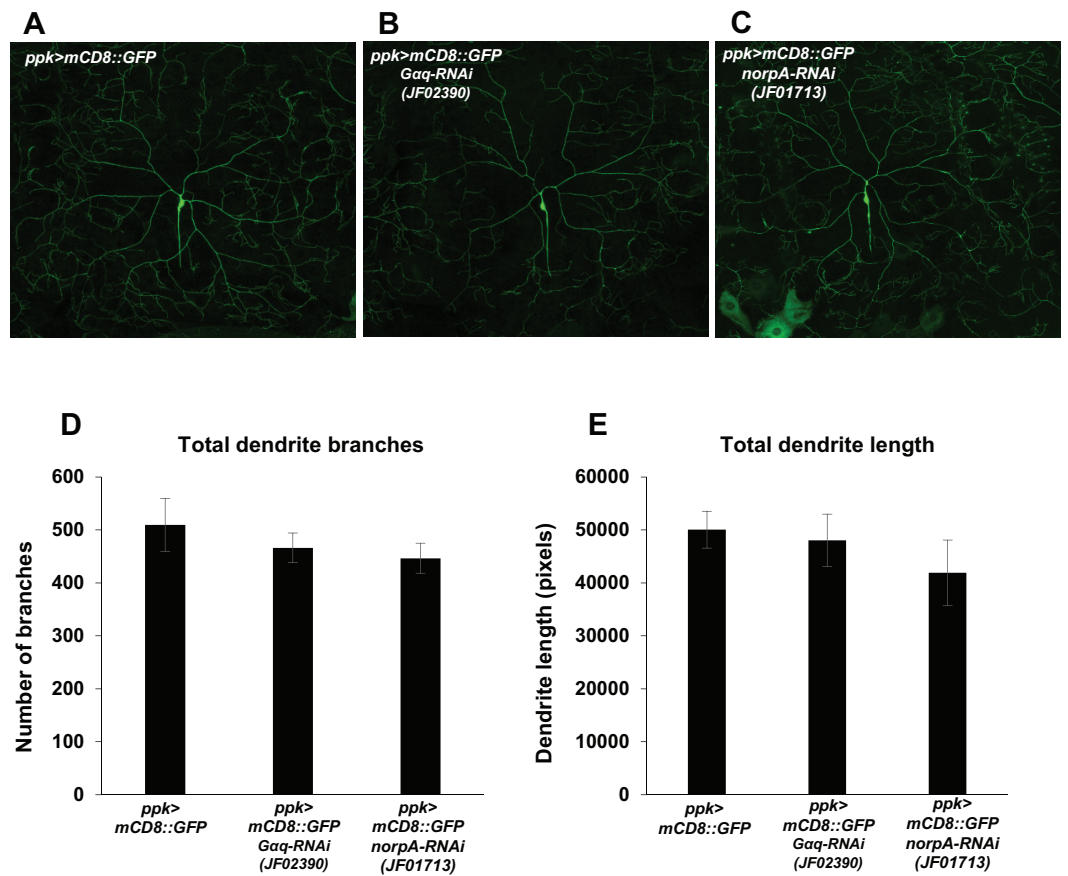 A
ppk>mCD8::GFP
B
ppk>mCD8::GFP
Gαq-RNAi
(JF02390)
C
ppk>mCD8::GFP
norpA-RNAi
(JF01713)
D
Total dendrite branches
Number of branches
600
500
400
300
200
100
0
ppk>
mCD8::GFP
ppk>
mCD8::GFP
Gαq-RNAi
(JF02390)
ppk>
mCD8::GFP
norpA-RNAi
(JF01713)
E
Total dendrite length
Dendrite length (pixels)
60000
50000
40000
30000
20000
10000
0
ppk>
mCD8::GFP
ppk>
mCD8::GFP
Gαq-RNAi
(JF02390)
ppk>
mCD8::GFP
norpA-RNAi
(JF01713)